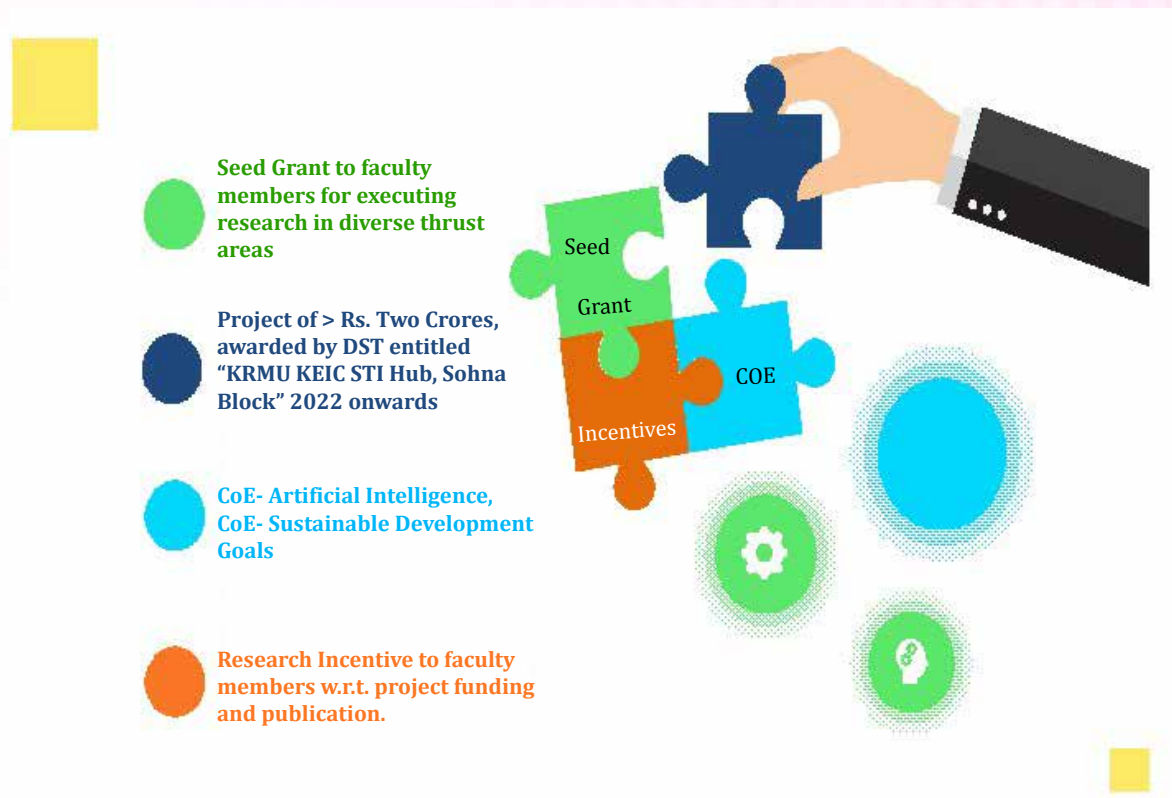 Seed Grant to faculty
members for executing
research in diverse thrust
areas
Project of > Rs. Two Crores,
awarded by DST entitled
“KRMU KEIC STI Hub, Sohna
Block” 2022 onwards
CoE- Artificial Intelligence,
CoE- Sustainable Development
Goals
Research Incentive to faculty
members w.r.t. project funding
and publication.
Seed
Grant
COE
Incentives